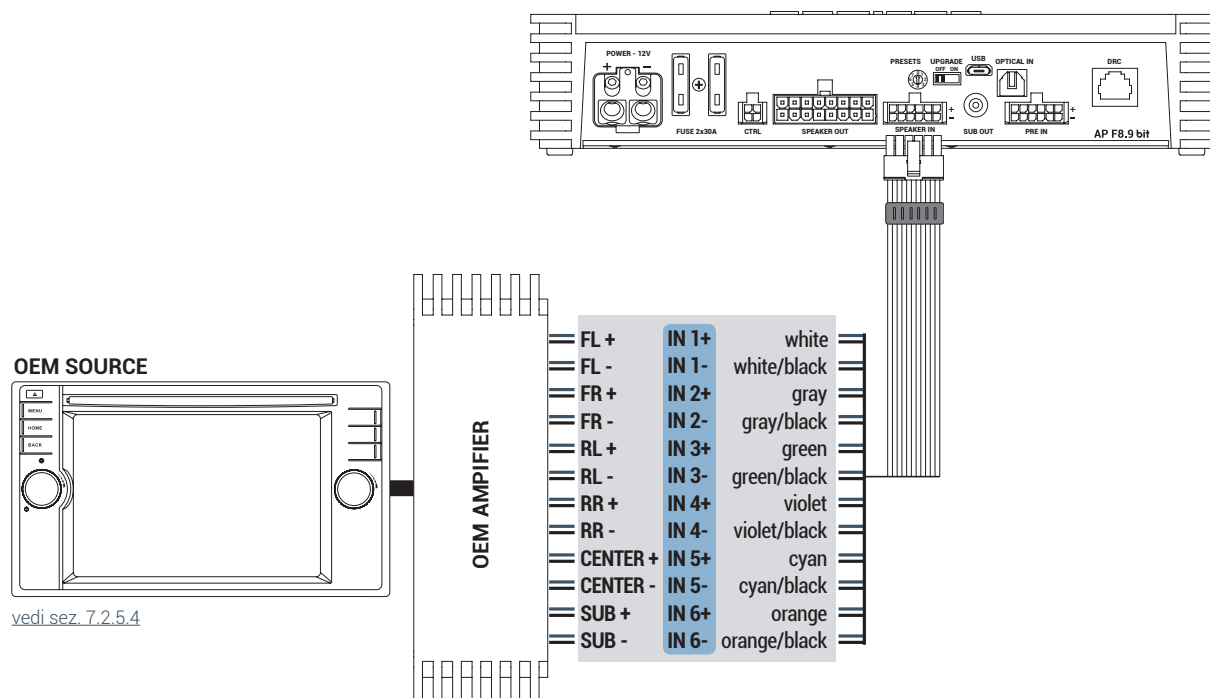 POWER - 12V
+ -
FUSE 2x30A
CTRL
SPEAKER OUT
PRESETS
UPGRADE
OFF ON
USB
OPTICAL IN
DRC
SPEAKER IN
+
-
SUB OUT
PRE IN
+
-
AP F8.9 bit
OEM SOURCE
MENU
HOME
BACK
vedi sez. 7.2.5.4
OEM AMPIFIER
FL + IN 1+ white
FL - IN 1- white/black
FR + IN 2+ gray
FR - IN 2- gray/black
RL + IN 3+ green
RL - IN 3- green/black
RR + IN 4+ violet
RR - IN 4- violet/black
CENTER + IN 5+ cyan
CENTER - IN 5- cyan/black
SUB + IN 6+ orange
SUB - IN 6- orange/black